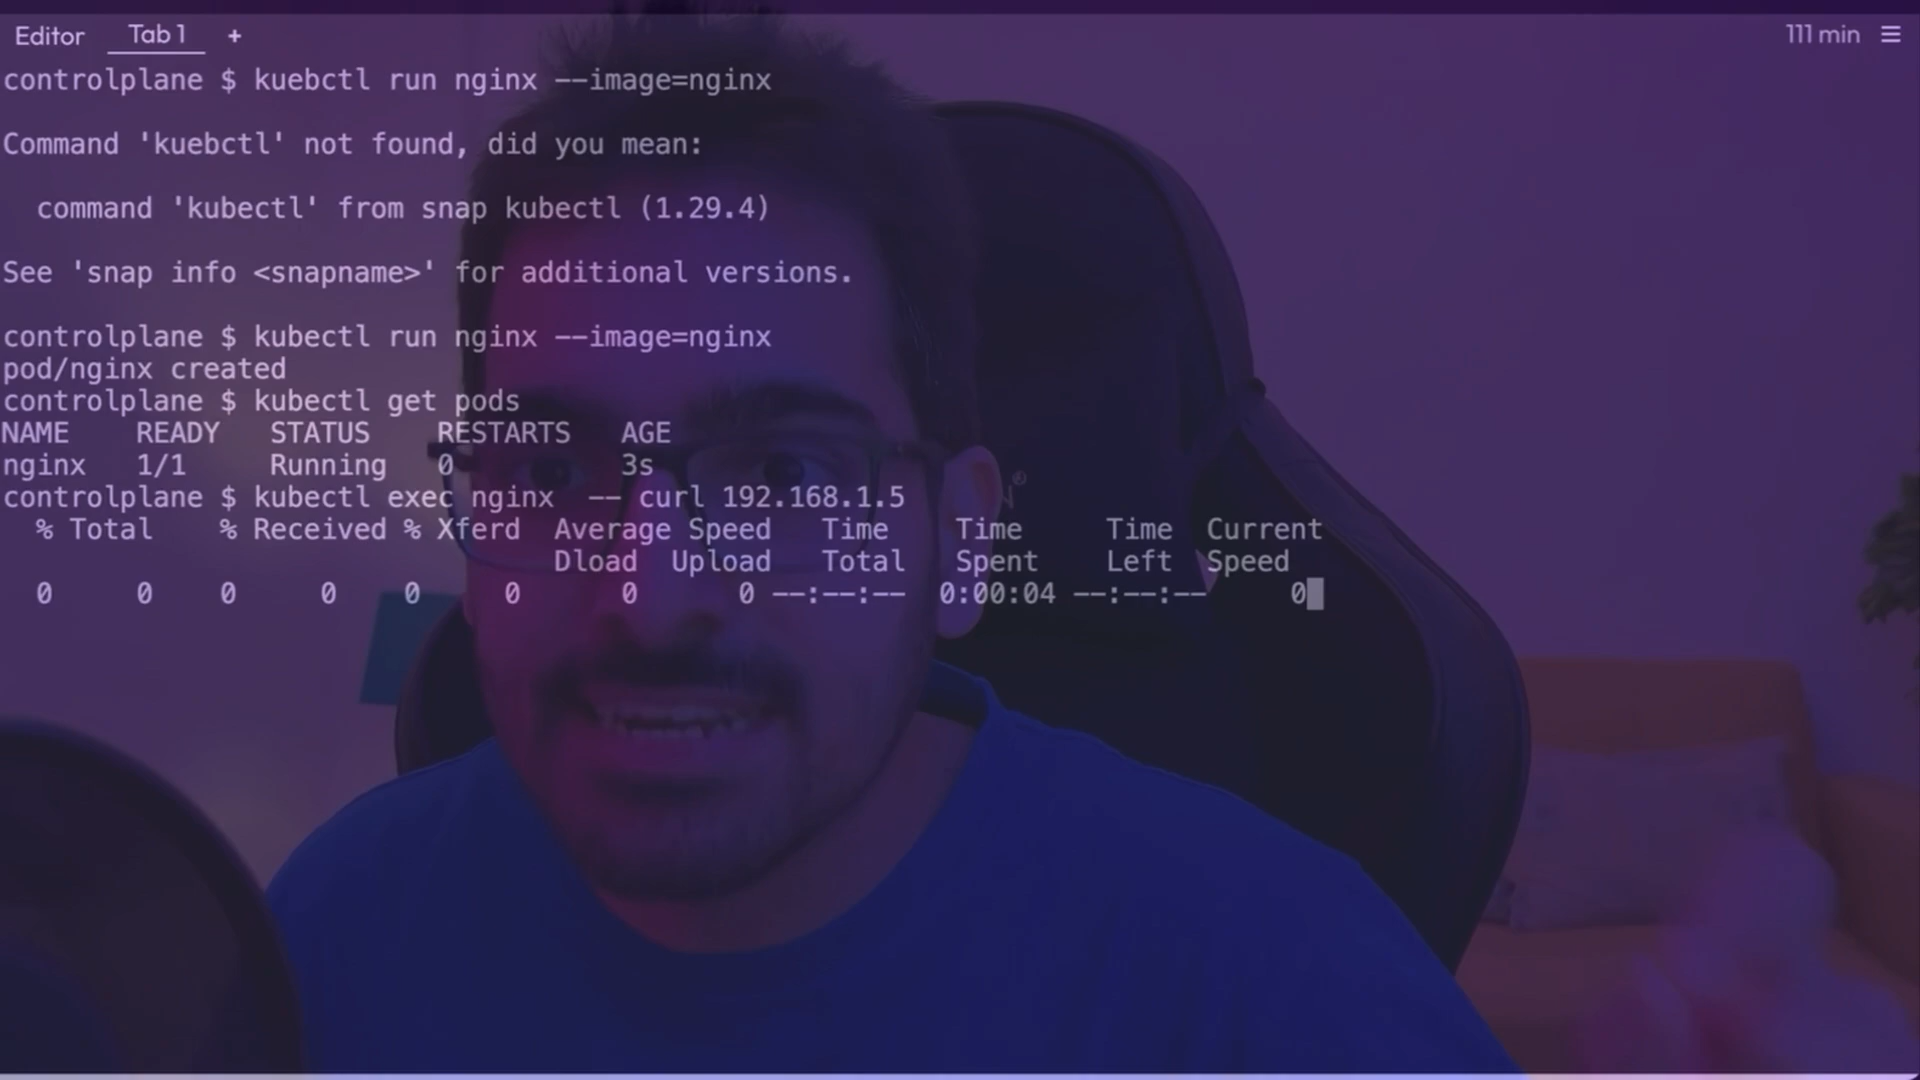 Editor Tab 1 + 111 min
controlplane $ kuebctl run nginx --image=nginx
Command 'kuebctl' not found, did you mean:
command 'kubectl' from snap kubectl (1.29.4)
See 'snap info <snapname>' for additional versions.
controlplane $ kubectl run nginx --image=nginx
pod/nginx created
controlplane $ kubectl get pods
NAME READY STATUS RESTARTS AGE
nginx 1/1 Running 0 3s
controlplane $ kubectl exec nginx -- curl 192.168.1.5
% Total % Received % Xferd Average Speed Time Time Time Current
Dload Upload Total Spent Left Speed
0 0 0 0 0 0 0 0 --:--:-- 0:00:04 --:--:-- 0